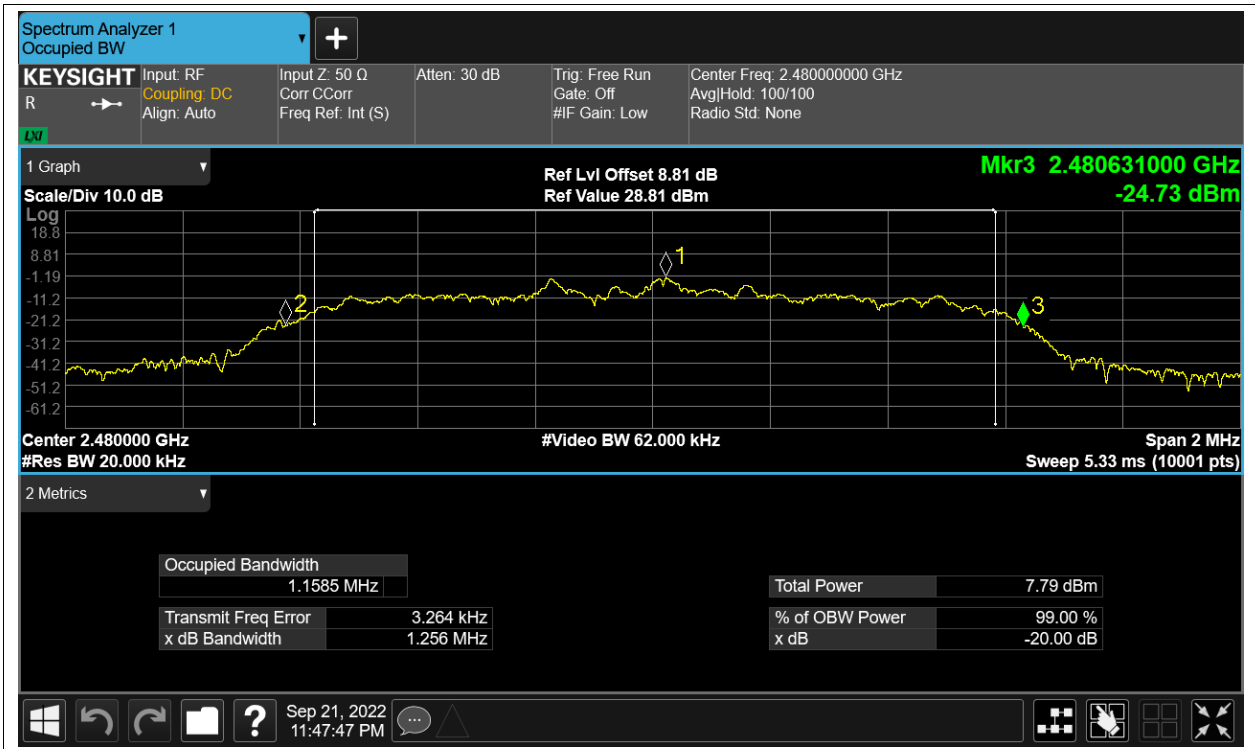 Spectrum Analyzer 1
Occupied BW
KEYSIGHT
R
LXI
Input: RF
Coupling: DC
Align: Auto
Input Z: 50 Ω
Corr CCorr
Freq Ref: Int (S)
Atten: 30 dB
Trig: Free Run
Gate: Off
#IF Gain: Low
Center Freq: 2.480000000 GHz
Avg|Hold: 100/100
Radio Std: None
1 Graph
Scale/Div 10.0 dB
Ref Lvl Offset 8.81 dB
Ref Value 28.81 dBm
Mkr3 2.480631000 GHz
-24.73 dBm
Log
18.8
8.81
-1.19
-11.2
-21.2
-31.2
-41.2
-51.2
-61.2
1
2
3
Center 2.480000 GHz
#Res BW 20.000 kHz
#Video BW 62.000 kHz
Span 2 MHz
Sweep 5.33 ms (10001 pts)
2 Metrics
Occupied Bandwidth
1.1585 MHz
Transmit Freq Error 3.264 kHz
x dB Bandwidth 1.256 MHz
Total Power 7.79 dBm
% of OBW Power 99.00 %
x dB -20.00 dB
?
Sep 21, 2022
11:47:47 PM